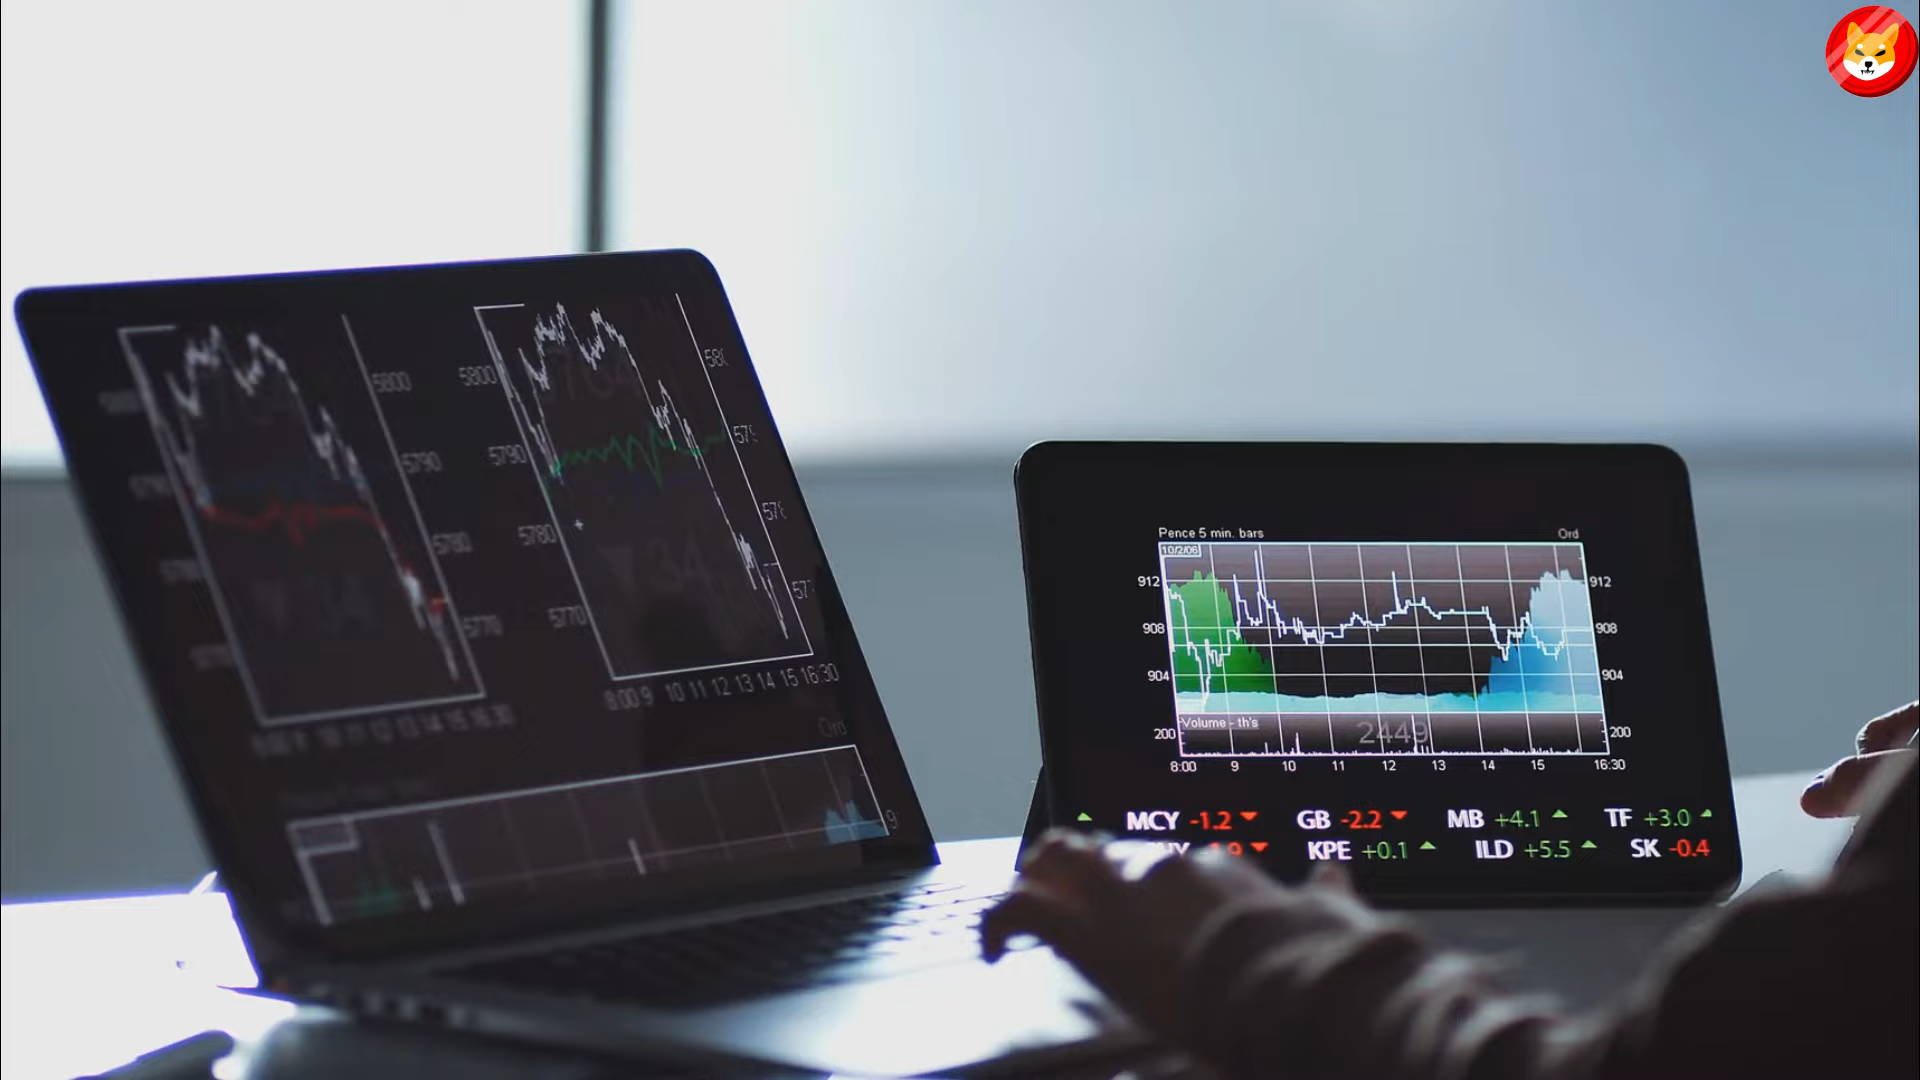 5800
5790
5780
5770
5800
5790
5780
5770
8:00 9 10 11 12 13 14 15 16:30
34
Ord
Pence 5 min. bars Ord
10/2/06
912 912
908 908
904 904
Volume - th's
2449
200 200
8:00 9 10 11 12 13 14 15 16:30
MCY -1.2 GB -2.2 MB +4.1 TF +3.0
KPE +0.1 ILD +5.5 SK -0.4